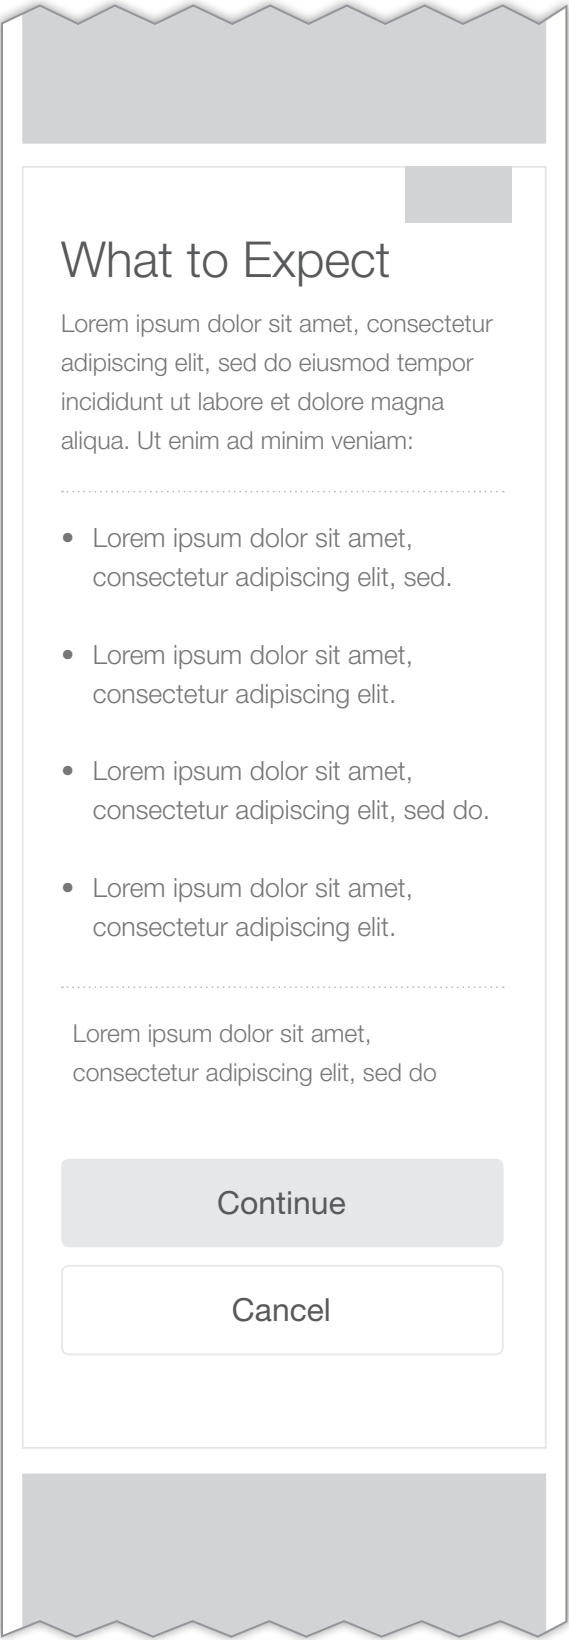 What to Expect
Lorem ipsum dolor sit amet, consectetur
adipiscing elit, sed do eiusmod tempor
incididunt ut labore et dolore magna
aliqua. Ut enim ad minim veniam:
• Lorem ipsum dolor sit amet,
consectetur adipiscing elit, sed.
• Lorem ipsum dolor sit amet,
consectetur adipiscing elit.
• Lorem ipsum dolor sit amet,
consectetur adipiscing elit, sed do.
• Lorem ipsum dolor sit amet,
consectetur adipiscing elit.
Lorem ipsum dolor sit amet,
consectetur adipiscing elit, sed do
Continue
Cancel